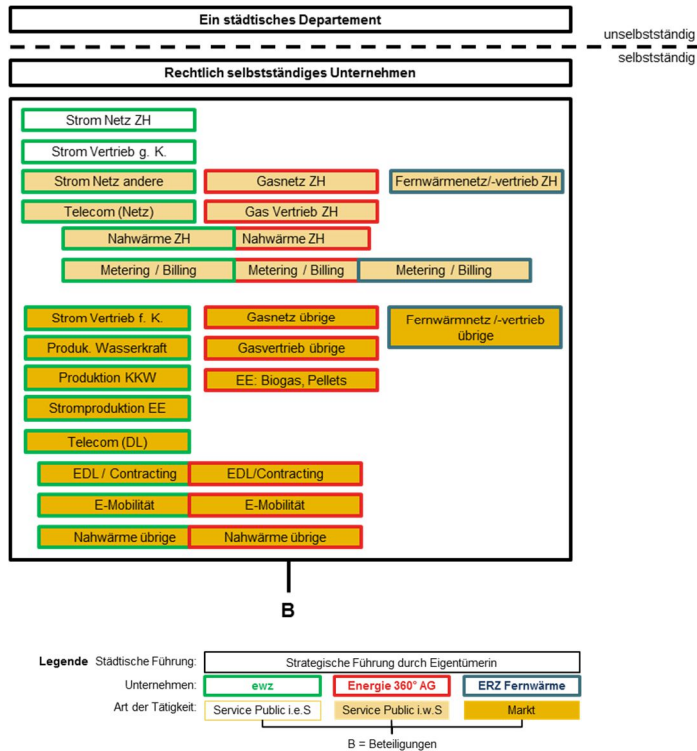 Ein städtisches Departement
unselbstständig
selbstständig
Rechtlich selbstständiges Unternehmen
Strom Netz ZH
Strom Vertrieb g. K.
Strom Netz andere
Gasnetz ZH
Fernwärmenetz/-vertrieb ZH
Telecom (Netz)
Gas Vertrieb ZH
Nahwärme ZH
Nahwärme ZH
Metering / Billing
Metering / Billing
Metering / Billing
Strom Vertrieb f. K.
Gasnetz übrige
Fernwärmnetz /-vertrieb
übrige
Produk. Wasserkraft
Gasvertrieb übrige
Produktion KKW
EE: Biogas, Pellets
Stromproduktion EE
Telecom (DL)
EDL / Contracting
EDL/Contracting
E-Mobilität
E-Mobilität
Nahwärme übrige
Nahwärme übrige
B
Legende Städtische Führung:
Strategische Führung durch Eigentümerin
Unternehmen:
ewz
Energie 360° AG
ERZ Fernwärme
Art der Tätigkeit:
Service Public i.e.S
Service Public i.w.S
Markt
B = Beteiligungen